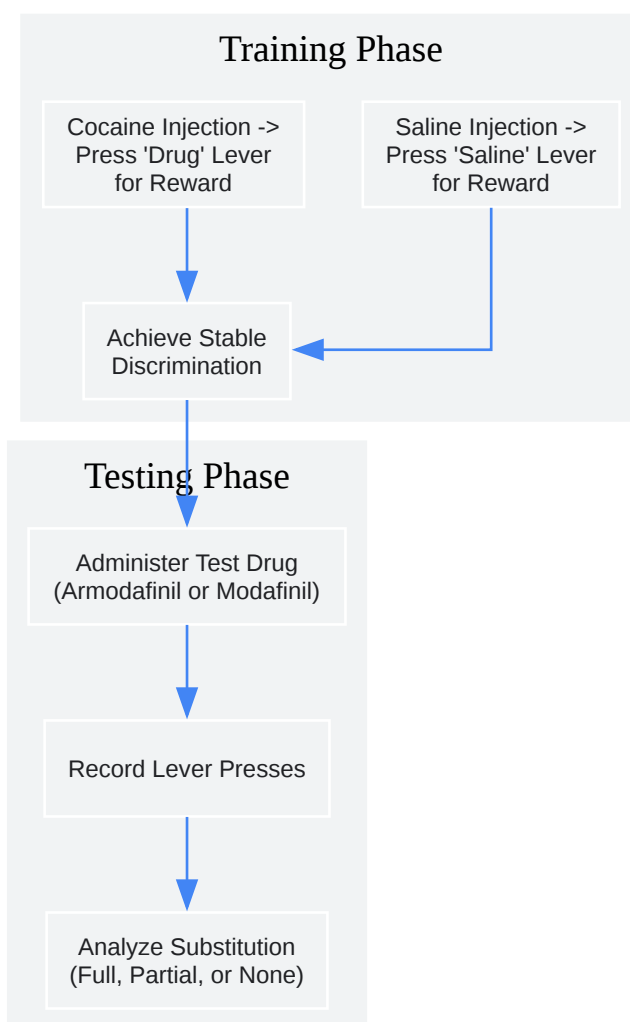 Training Phase
Cocaine Injection ->
Press 'Drug' Lever
for Reward
Saline Injection ->
Press 'Saline' Lever
for Reward
Achieve Stable
Discrimination
Testing Phase
Administer Test Drug
(Armodafinil or Modafinil)
Record Lever Presses
Analyze Substitution
(Full, Partial, or None)